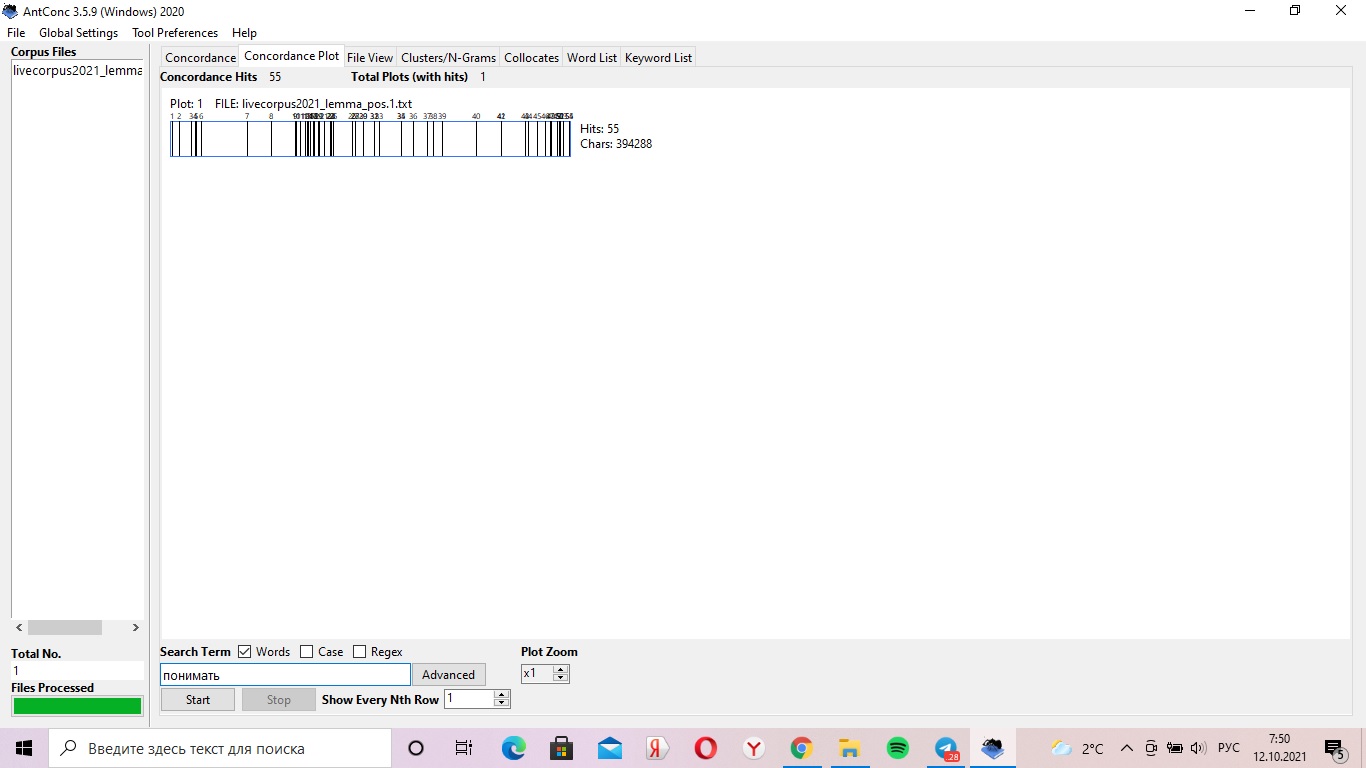 AntConc 3.5.9 (Windows) 2020
File Global Settings Tool Preferences Help
Corpus Files
livecorpus2021_lemma
Concordance Concordance Plot File View Clusters/N-Grams Collocates Word List Keyword List
Concordance Hits 55 Total Plots (with hits) 1
Plot: 1 FILE: livecorpus2021_lemma_pos.1.txt
1 2 6 7 8 36 39 40
Hits: 55
Chars: 394288
Total No.
1
Files Processed
Search Term Words Case Regex Plot Zoom
понимать Advanced x1
Start Stop Show Every Nth Row 1
Введите здесь текст для поиска
28
2°C
РУС
7:50
12.10.2021
5